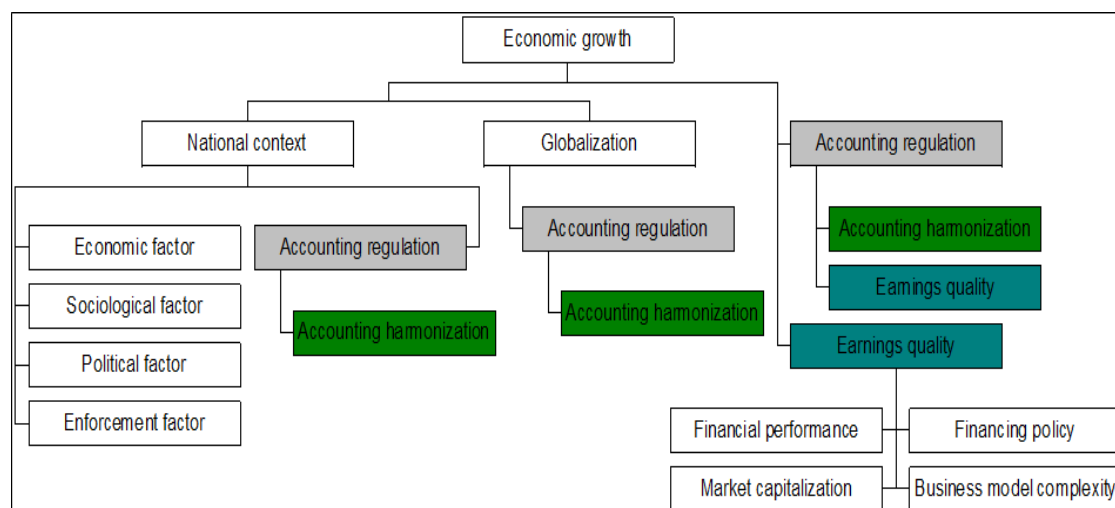 Economic growth
National context
Globalization
Accounting regulation
Economic factor
Accounting regulation
Accounting regulation
Accounting harmonization
Sociological factor
Accounting harmonization
Accounting harmonization
Earnings quality
Political factor
Earnings quality
Enforcement factor
Financial performance
Financing policy
Market capitalization
Business model complexity